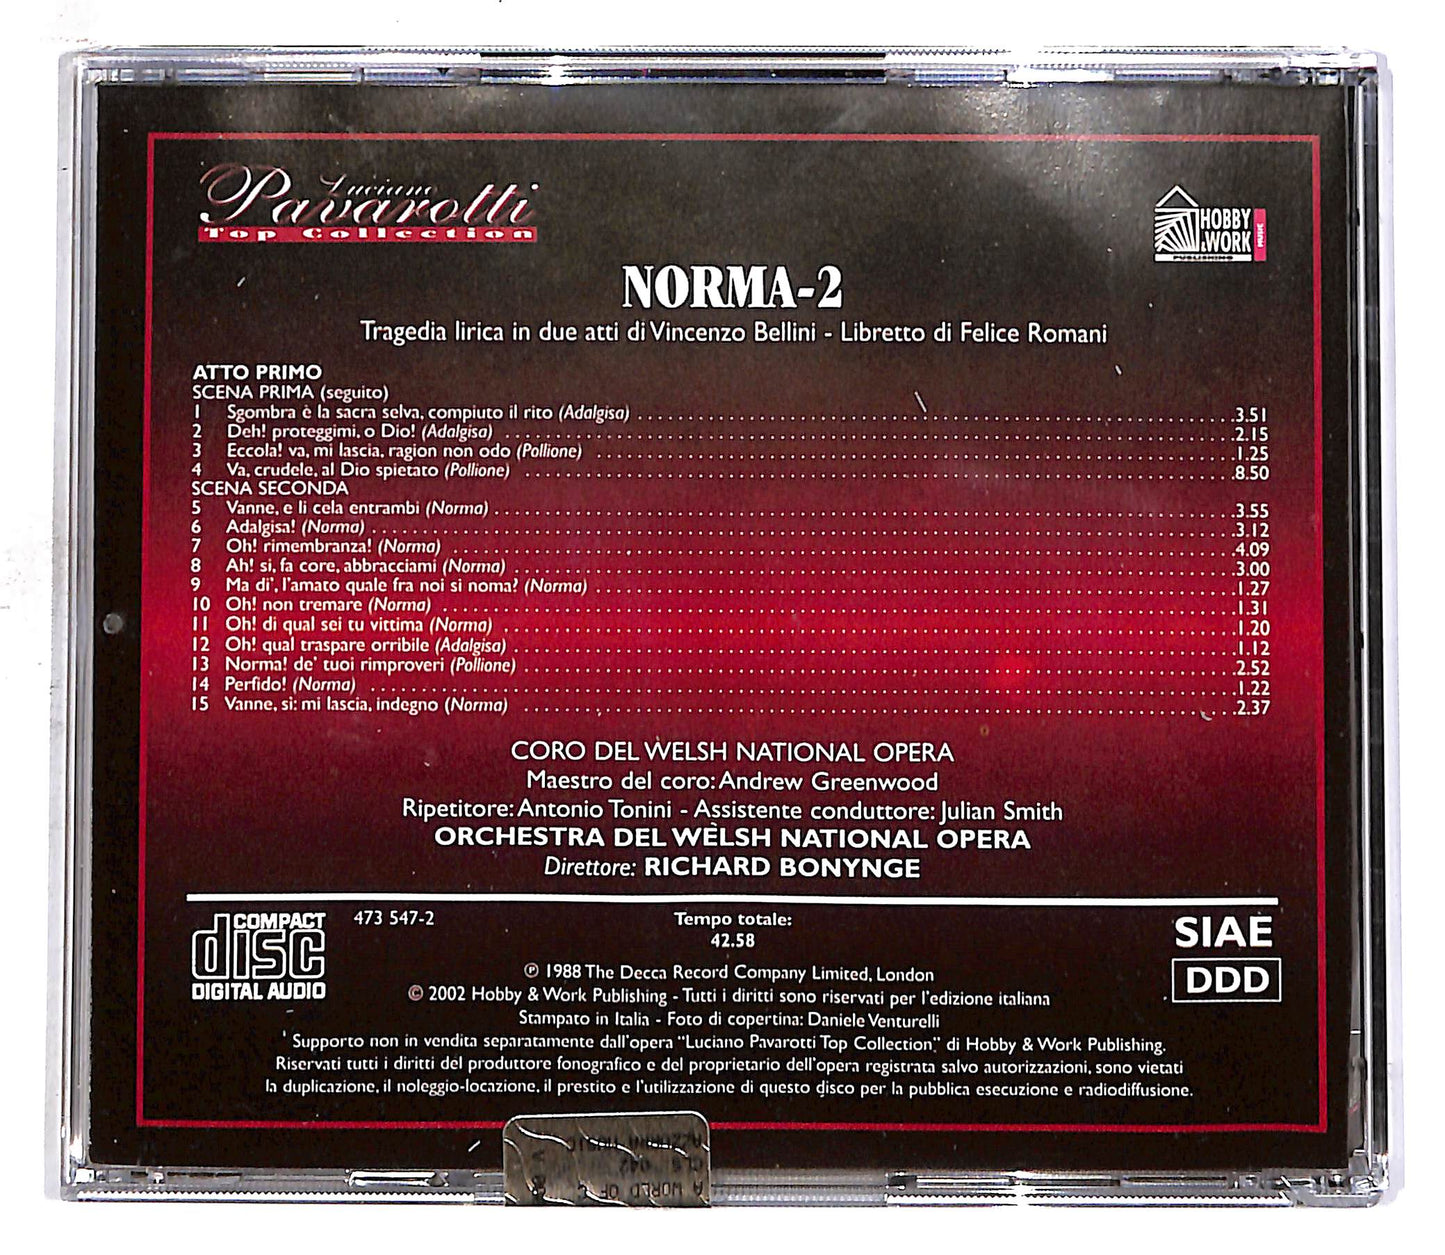 Luciano
Pavarotti
Top Collection
HOBBY
& WORK
PUBLISHING
MUSIC
NORMA-2
Tragedia lirica in due atti di Vincenzo Bellini - Libretto di Felice Romani
ATTO PRIMO
SCENA PRIMA (seguito)
1 Sgombra è la sacra selva, compiuto il rito (Adalgisa) 3.51
2 Deh! proteggimi, o Dio! (Adalgisa) 2.15
3 Eccola! va, mi lascia, ragion non odo (Pollione) 1.25
4 Va, crudele, al Dio spietato (Pollione) 8.50
SCENA SECONDA
5 Vanne, e li cela entrambi (Norma) 3.55
6 Adalgisa! (Norma) 3.12
7 Oh! rimembranza! (Norma) 4.09
8 Ah! sì, fa core, abbracciami (Norma) 3.00
9 Ma di', l'amato quale fra noi si noma? (Norma) 1.27
10 Oh! non tremare (Norma) 1.31
11 Oh! di qual sei tu vittima (Norma) 1.20
12 Oh! qual traspare orribile (Adalgisa) 1.12
13 Norma! de' tuoi rimproveri (Pollione) 2.52
14 Perfido! (Norma) 1.22
15 Vanne, sì: mi lascia, indegno (Norma) 2.37
CORO DEL WELSH NATIONAL OPERA
Maestro del coro: Andrew Greenwood
Ripetitore: Antonio Tonini - Assistente conduttore: Julian Smith
ORCHESTRA DEL WELSH NATIONAL OPERA
Direttore: RICHARD BONYNGE
COMPACT
disc
DIGITAL AUDIO
473 547-2
Tempo totale:
42.58
SIAE
DDD
℗ 1988 The Decca Record Company Limited, London
© 2002 Hobby & Work Publishing - Tutti i diritti sono riservati per l'edizione italiana
Stampato in Italia - Foto di copertina: Daniele Venturelli
Supporto non in vendita separatamente dall'opera "Luciano Pavarotti Top Collection", di Hobby & Work Publishing.
Riservati tutti i diritti del produttore fonografico e del proprietario dell'opera registrata salvo autorizzazioni, sono vietati
la duplicazione, il noleggio-locazione, il prestito e l'utilizzazione di questo disco per la pubblica esecuzione e radiodiffusione.
A WORLD OF